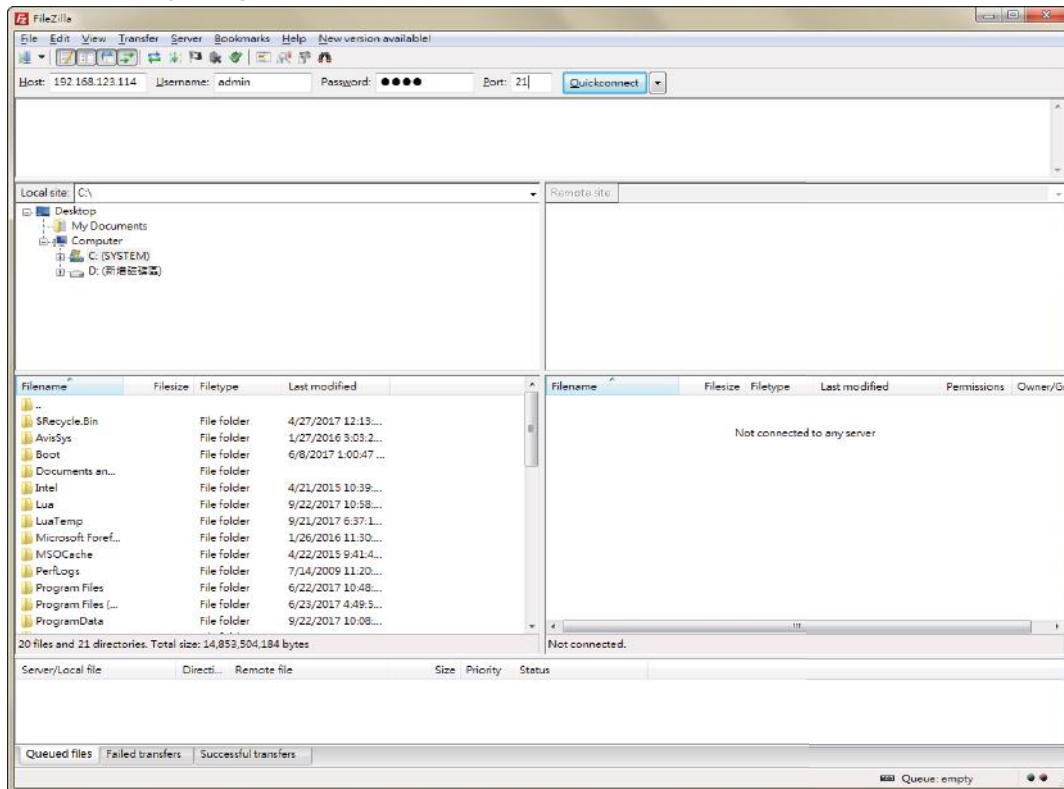 FileZilla
File Edit View Transfer Server Bookmarks Help New version available!
Host: 192.168.123.114 Username: admin Password: ●●●● Port: 21 Quickconnect
Local site: C:\ Remote site:
Desktop
My Documents
Computer
C: (SYSTEM)
D: (新增磁碟區)
Filename Filesize Filetype Last modified Filename Filesize Filetype Last modified Permissions Owner/G
..
$Recycle.Bin File folder 4/27/2017 12:13:...
AvisSys File folder 1/27/2016 3:03:2...
Boot File folder 6/8/2017 1:00:47 ...
Not connected to any server
Documents an... File folder
Intel File folder 4/21/2015 10:39:...
Lua File folder 9/22/2017 10:58:...
LuaTemp File folder 9/21/2017 6:37:1...
Microsoft Foref... File folder 1/26/2016 11:30:...
MSOCache File folder 4/22/2015 9:41:4...
PerfLogs File folder 7/14/2009 11:20:...
Program Files File folder 6/22/2017 10:48:...
Program Files (... File folder 6/23/2017 4:49:5...
ProgramData File folder 9/22/2017 10:08:...
20 files and 21 directories. Total size: 14,853,504,184 bytes Not connected.
Server/Local file Directi... Remote file Size Priority Status
Queued files Failed transfers Successful transfers
Queue: empty